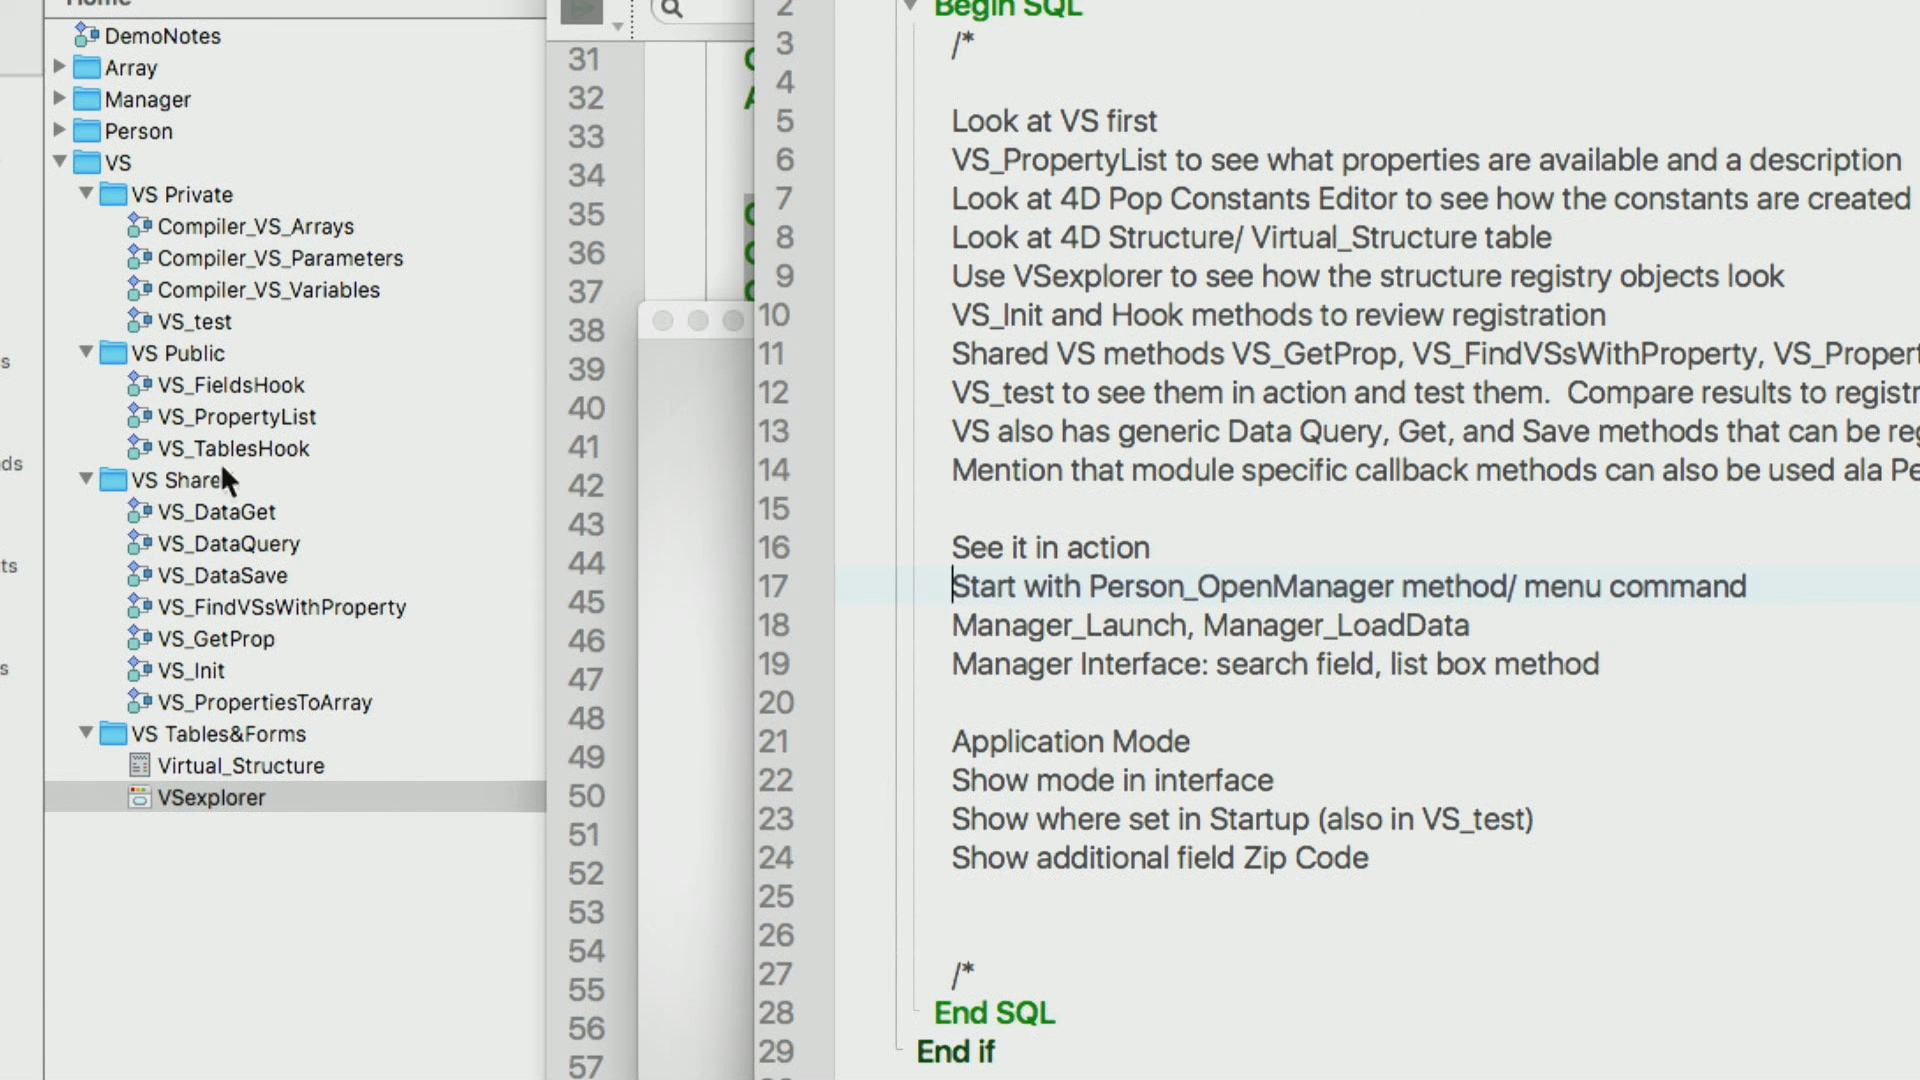 Home
DemoNotes
Array
Manager
Person
VS
VS Private
Compiler_VS_Arrays
Compiler_VS_Parameters
Compiler_VS_Variables
VS_test
VS Public
VS_FieldsHook
VS_PropertyList
VS_TablesHook
VS Share
VS_DataGet
VS_DataQuery
VS_DataSave
VS_FindVSsWithProperty
VS_GetProp
VS_Init
VS_PropertiesToArray
VS Tables&Forms
Virtual_Structure
VSexplorer
31
32
33
34
35
36
37
38
39
40
41
42
43
44
45
46
47
48
49
50
51
52
53
54
55
56
57
2 Begin SQL
3 /*
4
5 Look at VS first
6 VS_PropertyList to see what properties are available and a description
7 Look at 4D Pop Constants Editor to see how the constants are created
8 Look at 4D Structure/ Virtual_Structure table
9 Use VSexplorer to see how the structure registry objects look
10 VS_Init and Hook methods to review registration
11 Shared VS methods VS_GetProp, VS_FindVSsWithProperty, VS_Propert
12 VS_test to see them in action and test them. Compare results to registr
13 VS also has generic Data Query, Get, and Save methods that can be reg
14 Mention that module specific callback methods can also be used ala Pe
15
16 See it in action
17 Start with Person_OpenManager method/ menu command
18 Manager_Launch, Manager_LoadData
19 Manager Interface: search field, list box method
20
21 Application Mode
22 Show mode in interface
23 Show where set in Startup (also in VS_test)
24 Show additional field Zip Code
25
26
27 /*
28 End SQL
29 End if